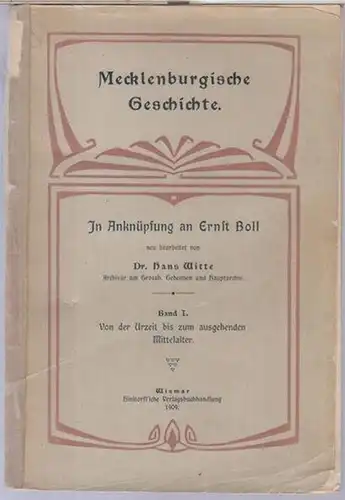 Mecklenburgische
Geschichte.
In Anknüpfung an Ernst Boll
neu bearbeitet von
Dr. Hans Witte
Archivar am Grossh. Geheimen und Hauptarchiv.
Band I.
Von der Urzeit bis zum ausgehenden
Mittelalter.
Wismar
Hinstorff'sche Verlagsbuchhandlung
1909.